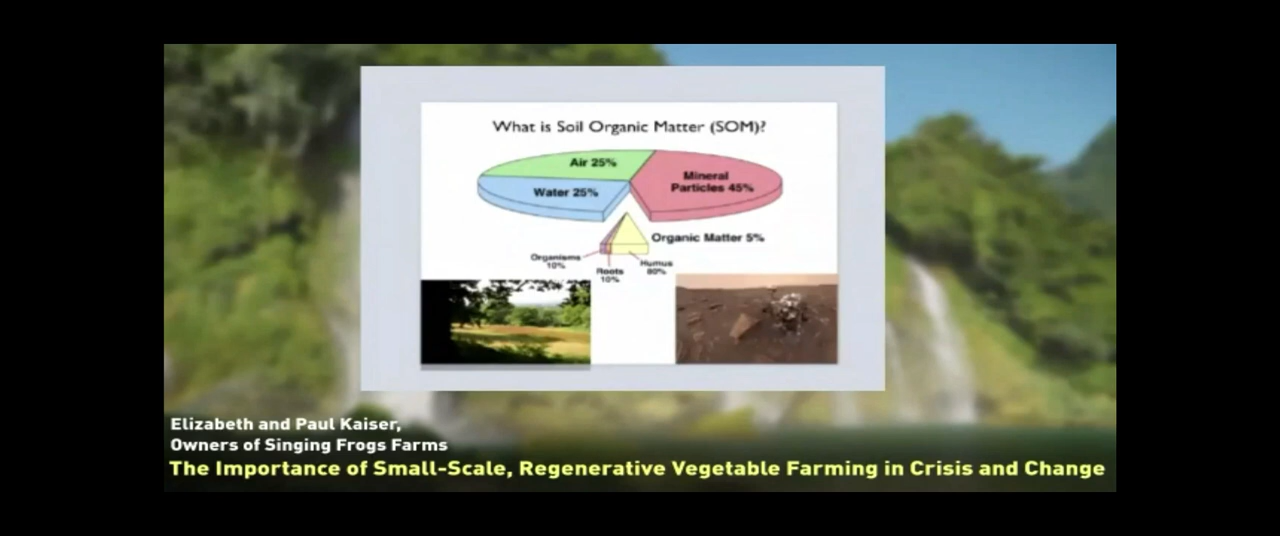 What is Soil Organic Matter (SOM)?
Air 25%
Mineral
Particles 45%
Water 25%
Organic Matter 5%
Organisms
10%
Roots
10%
Humus
80%
Elizabeth and Paul Kaiser,
Owners of Singing Frogs Farms
The Importance of Small-Scale, Regenerative Vegetable Farming in Crisis and Change